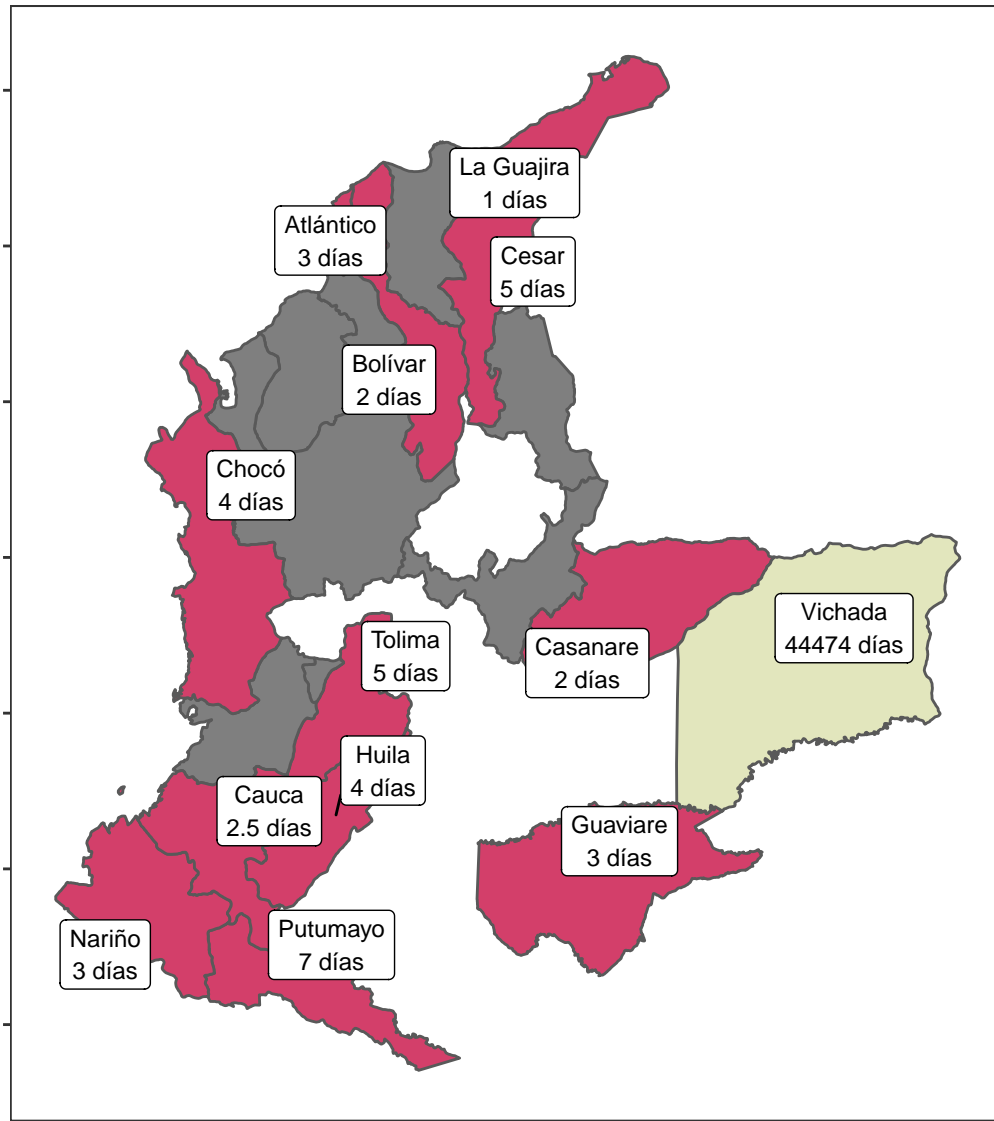 La Guajira
1 días
Atlántico
3 días
Cesar
5 días
Bolívar
2 días
Chocó
4 días
Vichada
44474 días
Tolima
5 días
Casanare
2 días
Huila
4 días
Cauca
2.5 días
Guaviare
3 días
Putumayo
7 días
Nariño
3 días